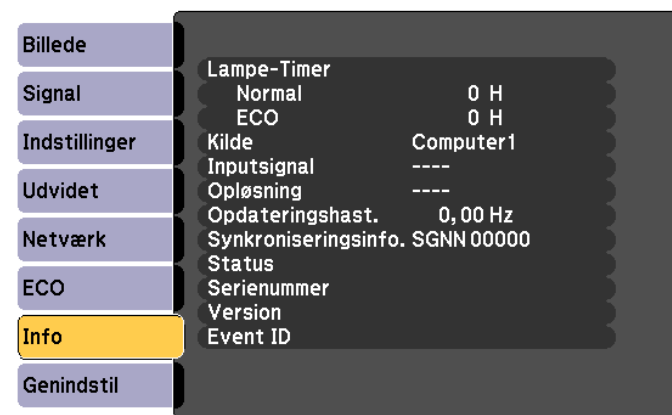 Billede
Signal
Indstillinger
Udvidet
Netværk
ECO
Info
Genindstil
Lampe-Timer
Normal 0 H
ECO 0 H
Kilde Computer1
Inputsignal ----
Opløsning ----
Opdateringshast. 0,00 Hz
Synkroniseringsinfo. SGNN 00000
Status
Serienummer
Version
Event ID